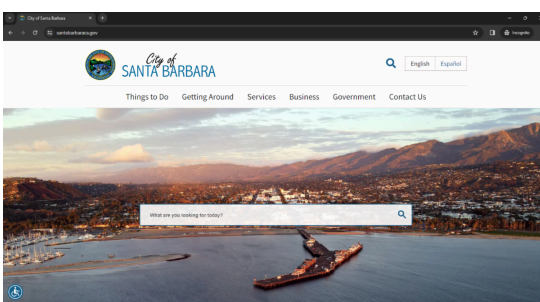 City of Santa Barbara
santabarbaraca.gov
Incognito
City of
SANTA BARBARA
English
Español
Things to Do
Getting Around
Services
Business
Government
Contact Us
What are you looking for today?